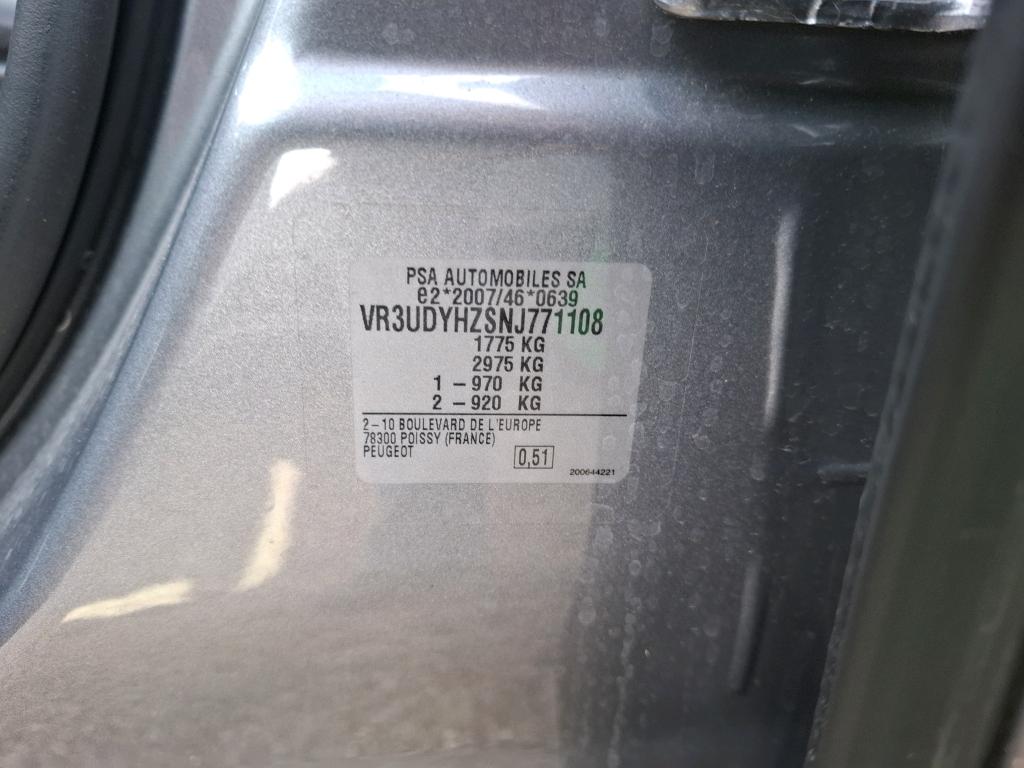 PSA AUTOMOBILES SA
e2*2007/46*0639
VR3UDYHZSNJ771108
1775 KG
2975 KG
1 – 970 KG
2 – 920 KG
2–10 BOULEVARD DE L'EUROPE
78300 POISSY (FRANCE)
PEUGEOT
0,51
200644221